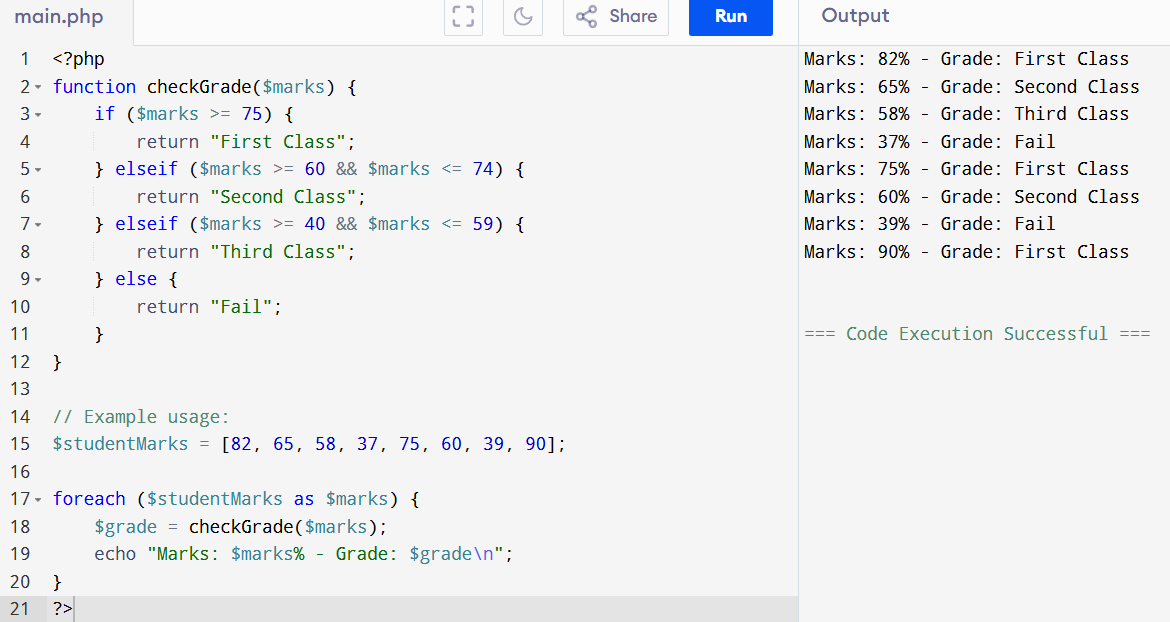 main.php
Share
Run
Output
1 <?php
2 function checkGrade($marks) {
3     if ($marks >= 75) {
4         return "First Class";
5     } elseif ($marks >= 60 && $marks <= 74) {
6         return "Second Class";
7     } elseif ($marks >= 40 && $marks <= 59) {
8         return "Third Class";
9     } else {
10         return "Fail";
11     }
12 }
13
14 // Example usage:
15 $studentMarks = [82, 65, 58, 37, 75, 60, 39, 90];
16
17 foreach ($studentMarks as $marks) {
18     $grade = checkGrade($marks);
19     echo "Marks: $marks% - Grade: $grade\n";
20 }
21 ?>
Marks: 82% - Grade: First Class
Marks: 65% - Grade: Second Class
Marks: 58% - Grade: Third Class
Marks: 37% - Grade: Fail
Marks: 75% - Grade: First Class
Marks: 60% - Grade: Second Class
Marks: 39% - Grade: Fail
Marks: 90% - Grade: First Class
=== Code Execution Successful ===